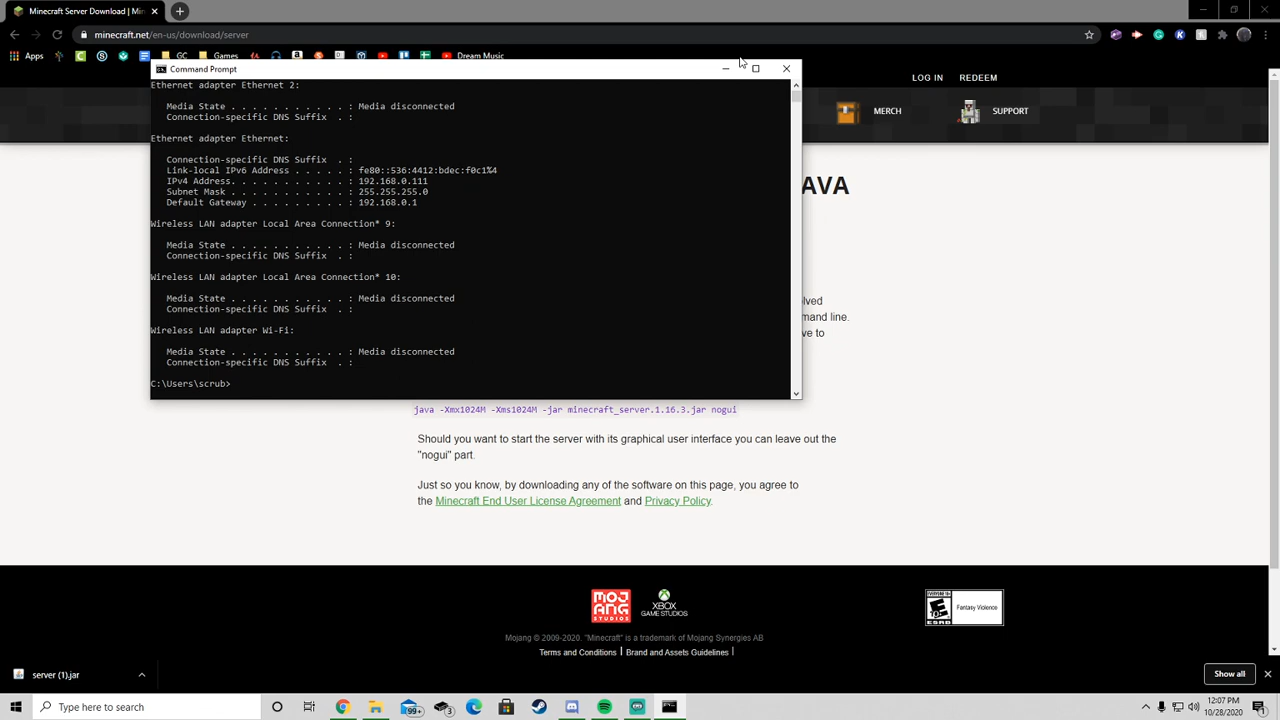 Minecraft Server Download | Min
minecraft.net/en-us/download/server
Apps
GC
Dream Music
Command Prompt
LOG IN
REDEEM
MERCH
SUPPORT
Ethernet adapter Ethernet 2:
Media State . . . . . . . . . . . : Media disconnected
Connection-specific DNS Suffix  . :
Ethernet adapter Ethernet:
Connection-specific DNS Suffix  . :
Link-local IPv6 Address . . . . . : fe80::536:4412:bdec:f0c1%4
IPv4 Address. . . . . . . . . . . : 192.168.0.111
Subnet Mask . . . . . . . . . . . : 255.255.255.0
Default Gateway . . . . . . . . . : 192.168.0.1
Wireless LAN adapter Local Area Connection* 9:
Media State . . . . . . . . . . . : Media disconnected
Connection-specific DNS Suffix  . :
Wireless LAN adapter Local Area Connection* 10:
Media State . . . . . . . . . . . : Media disconnected
Connection-specific DNS Suffix  . :
Wireless LAN adapter Wi-Fi:
Media State . . . . . . . . . . . : Media disconnected
Connection-specific DNS Suffix  . :
C:\Users\scrub>
AVA
olved
mand line.
ve to
java -Xmx1024M -Xms1024M -jar minecraft_server.1.16.3.jar nogui
Should you want to start the server with its graphical user interface you can leave out the
"nogui" part.
Just so you know, by downloading any of the software on this page, you agree to
the Minecraft End User License Agreement and Privacy Policy.
MOJANG STUDIOS
XBOX
GAME STUDIOS
E
ESRB
Fantasy Violence
Mojang © 2009-2020. "Minecraft" is a trademark of Mojang Synergies AB
Terms and Conditions | Brand and Assets Guidelines |
server (1).jar
Show all
Type here to search
99+
3
12:07 PM
10/28/2020
1